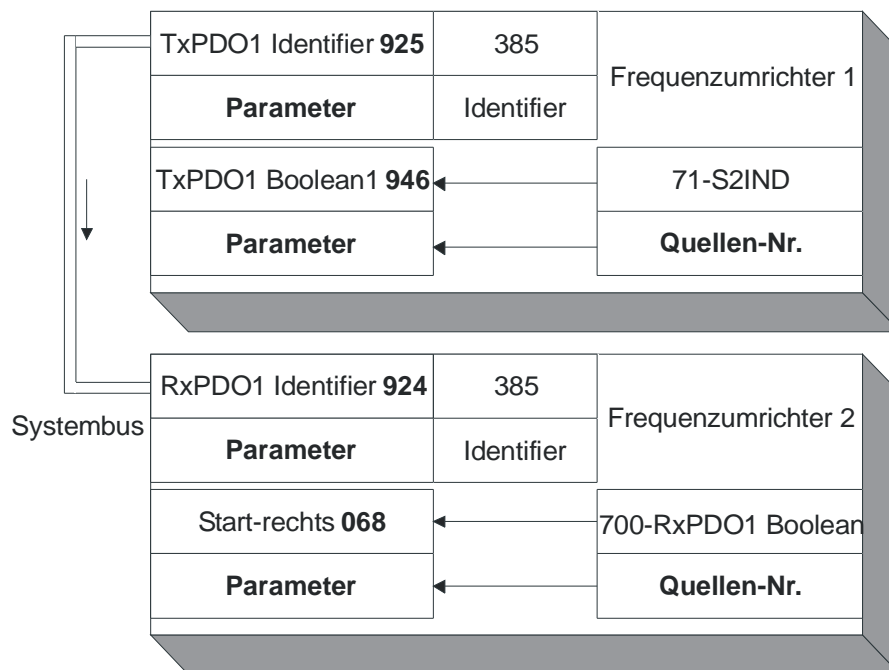 TxPDO1 Identifier 925 385 Frequenzumrichter 1
Parameter Identifier
TxPDO1 Boolean1 946 71-S2IND
Parameter Quellen-Nr.
RxPDO1 Identifier 924 385 Frequenzumrichter 2
Systembus
Parameter Identifier
Start-rechts 068 700-RxPDO1 Boolean
Parameter Quellen-Nr.